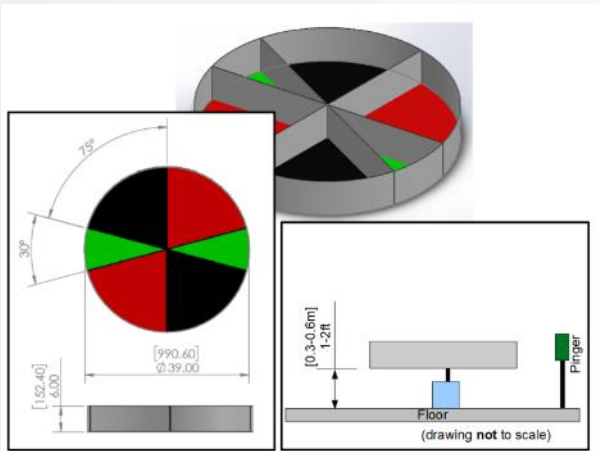 75°
30°
[990.60]
Ø 39.00
[152.40]
6.00
[0.3-0.6m]
1-2ft
Pinger
Floor
(drawing not to scale)